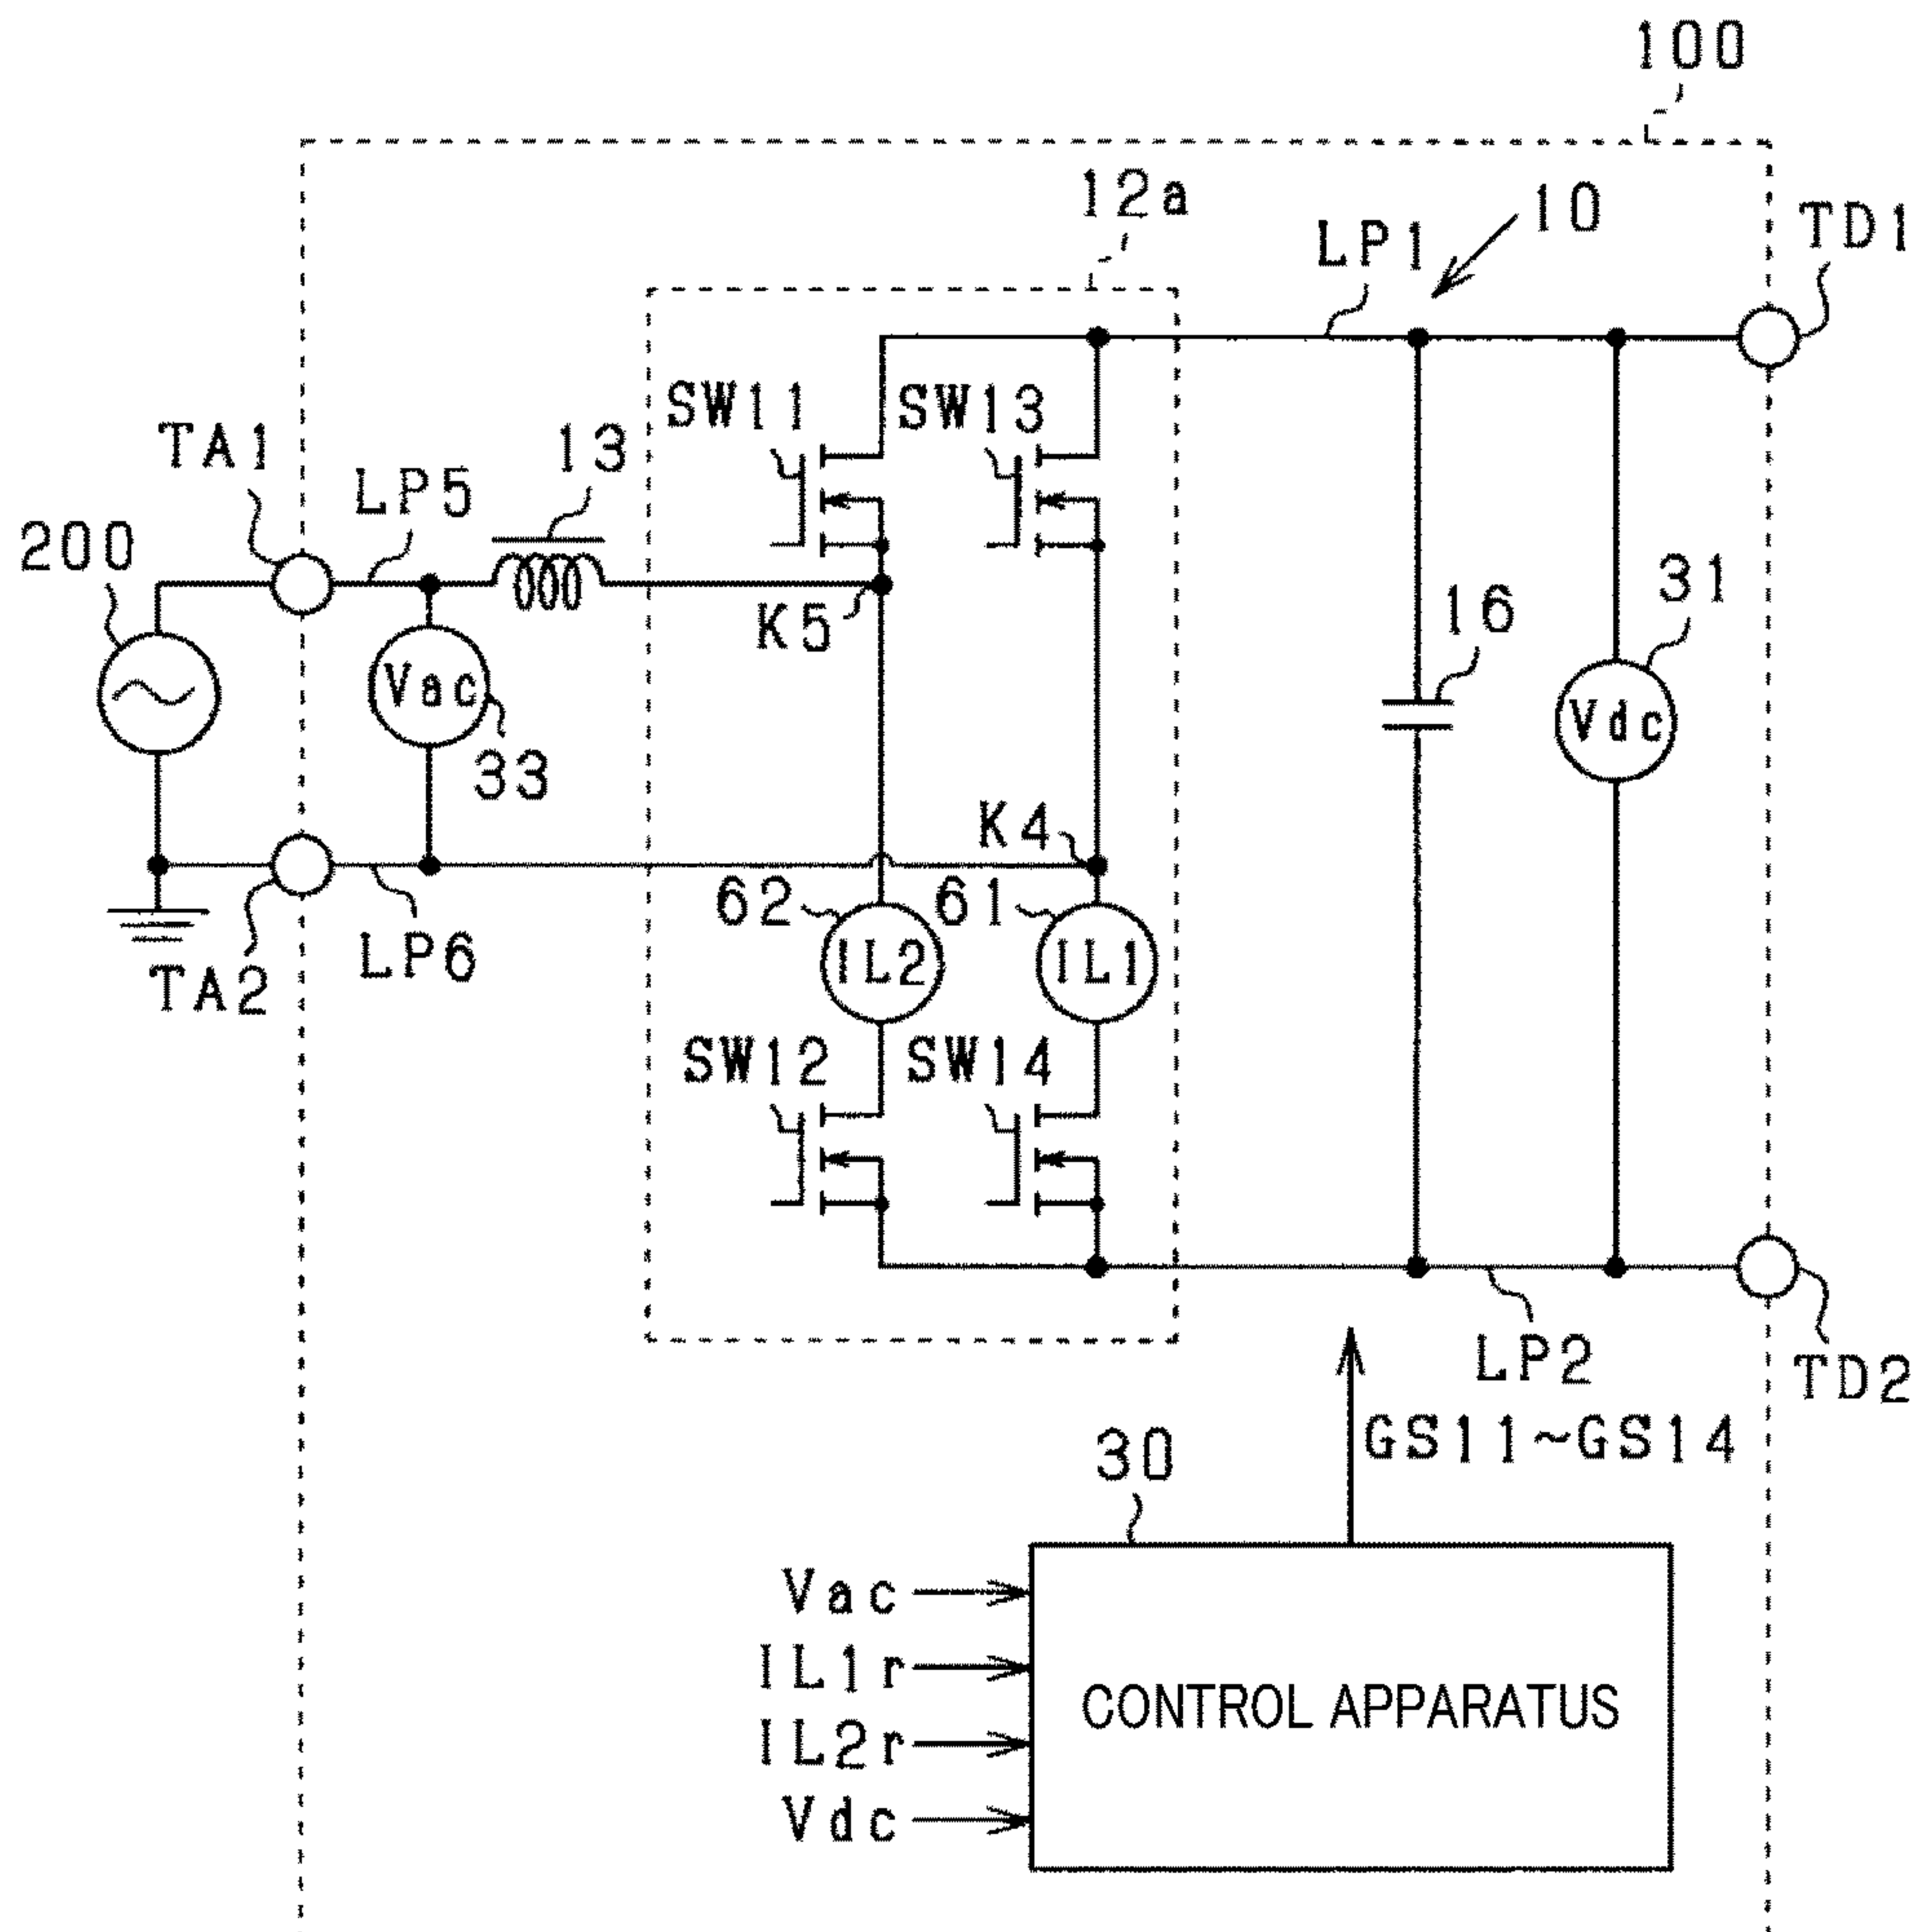 100
12a
10
LP1
TD1
SW11
SW13
TA1
13
LP5
200
31
16
K5
Vac
Vdc
33
K4
62
61
LP6
IL2
IL1
TA2
SW12
SW14
LP2
TD2
GS11~GS14
30
Vac
IL1r
CONTROL APPARATUS
IL2r
Vdc